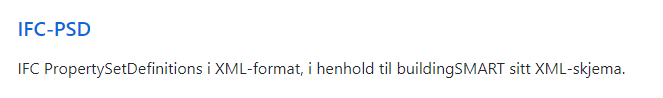 IFC-PSD
IFC PropertySetDefinitions i XML-format, i henhold til buildingSMART sitt XML-skjema.